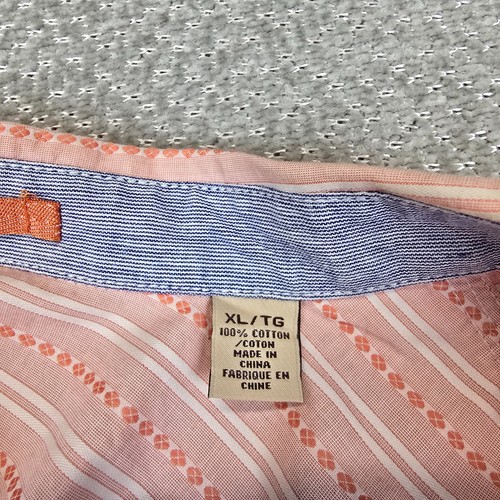 XL/TG
100% COTTON
/COTON
MADE IN
CHINA
FABRIQUE EN
CHINE